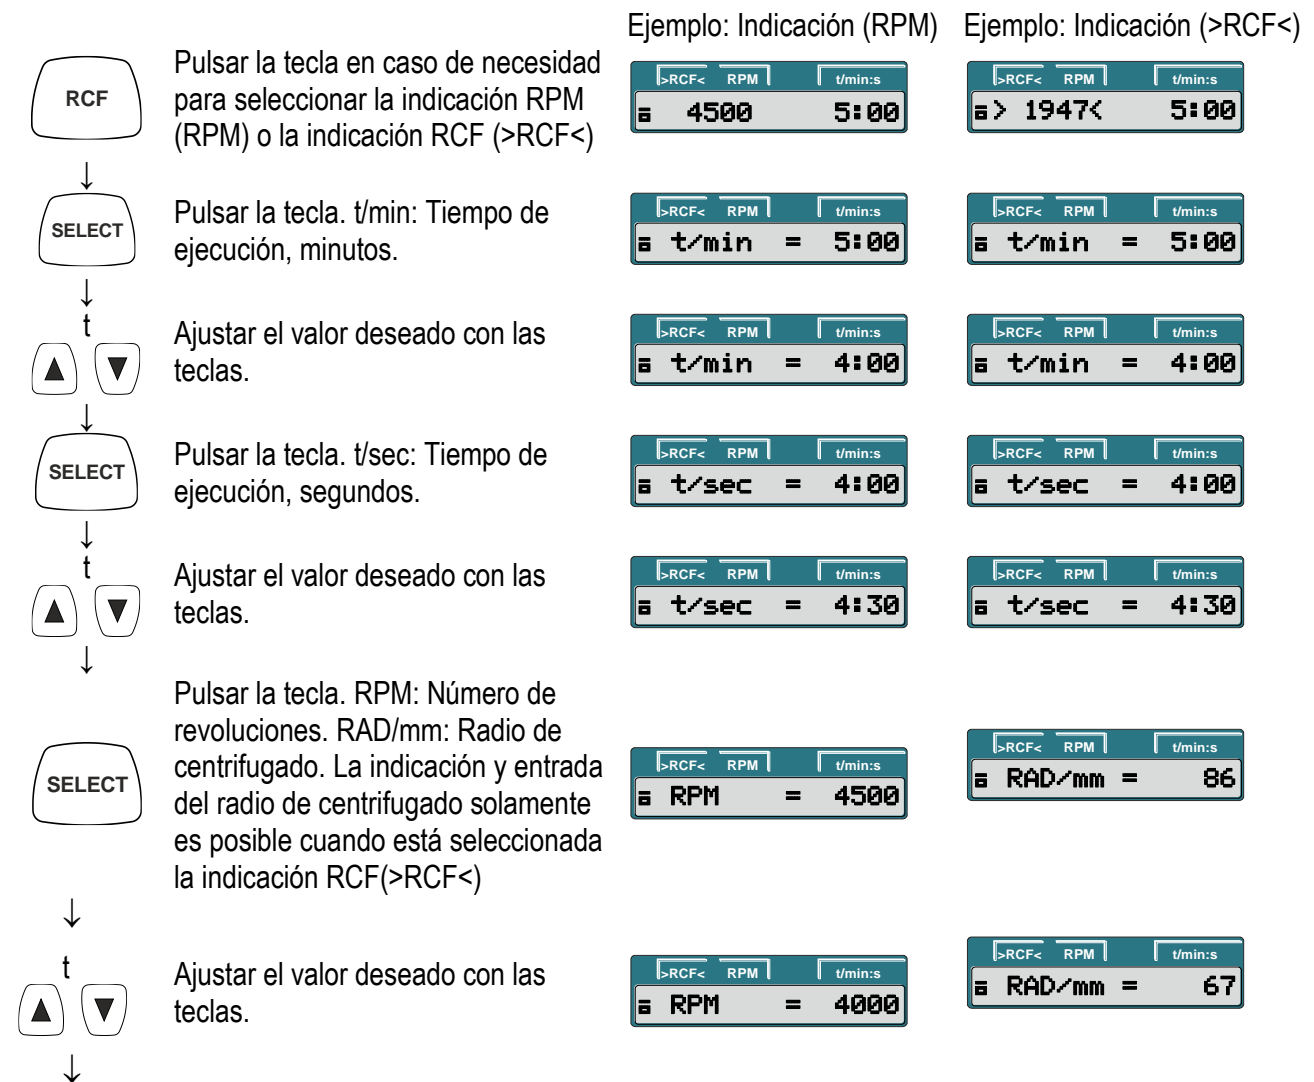 Ejemplo: Indicación (RPM) Ejemplo: Indicación (>RCF<)
RCF
Pulsar la tecla en caso de necesidad
para seleccionar la indicación RPM
(RPM) o la indicación RCF (>RCF<)
>RCF< RPM t/min:s
4500 5:00
>RCF< RPM t/min:s
> 1947< 5:00
↓
SELECT
Pulsar la tecla. t/min: Tiempo de
ejecución, minutos.
>RCF< RPM t/min:s
t/min = 5:00
>RCF< RPM t/min:s
t/min = 5:00
↓
t
▲ ▼
Ajustar el valor deseado con las
teclas.
>RCF< RPM t/min:s
t/min = 4:00
>RCF< RPM t/min:s
t/min = 4:00
↓
SELECT
Pulsar la tecla. t/sec: Tiempo de
ejecución, segundos.
>RCF< RPM t/min:s
t/sec = 4:00
>RCF< RPM t/min:s
t/sec = 4:00
↓
t
▲ ▼
Ajustar el valor deseado con las
teclas.
>RCF< RPM t/min:s
t/sec = 4:30
>RCF< RPM t/min:s
t/sec = 4:30
↓
SELECT
Pulsar la tecla. RPM: Número de
revoluciones. RAD/mm: Radio de
centrifugado. La indicación y entrada
del radio de centrifugado solamente
es posible cuando está seleccionada
la indicación RCF(>RCF<)
>RCF< RPM t/min:s
RPM = 4500
>RCF< RPM t/min:s
RAD/mm = 86
↓
t
▲ ▼
Ajustar el valor deseado con las
teclas.
>RCF< RPM t/min:s
RPM = 4000
>RCF< RPM t/min:s
RAD/mm = 67
↓